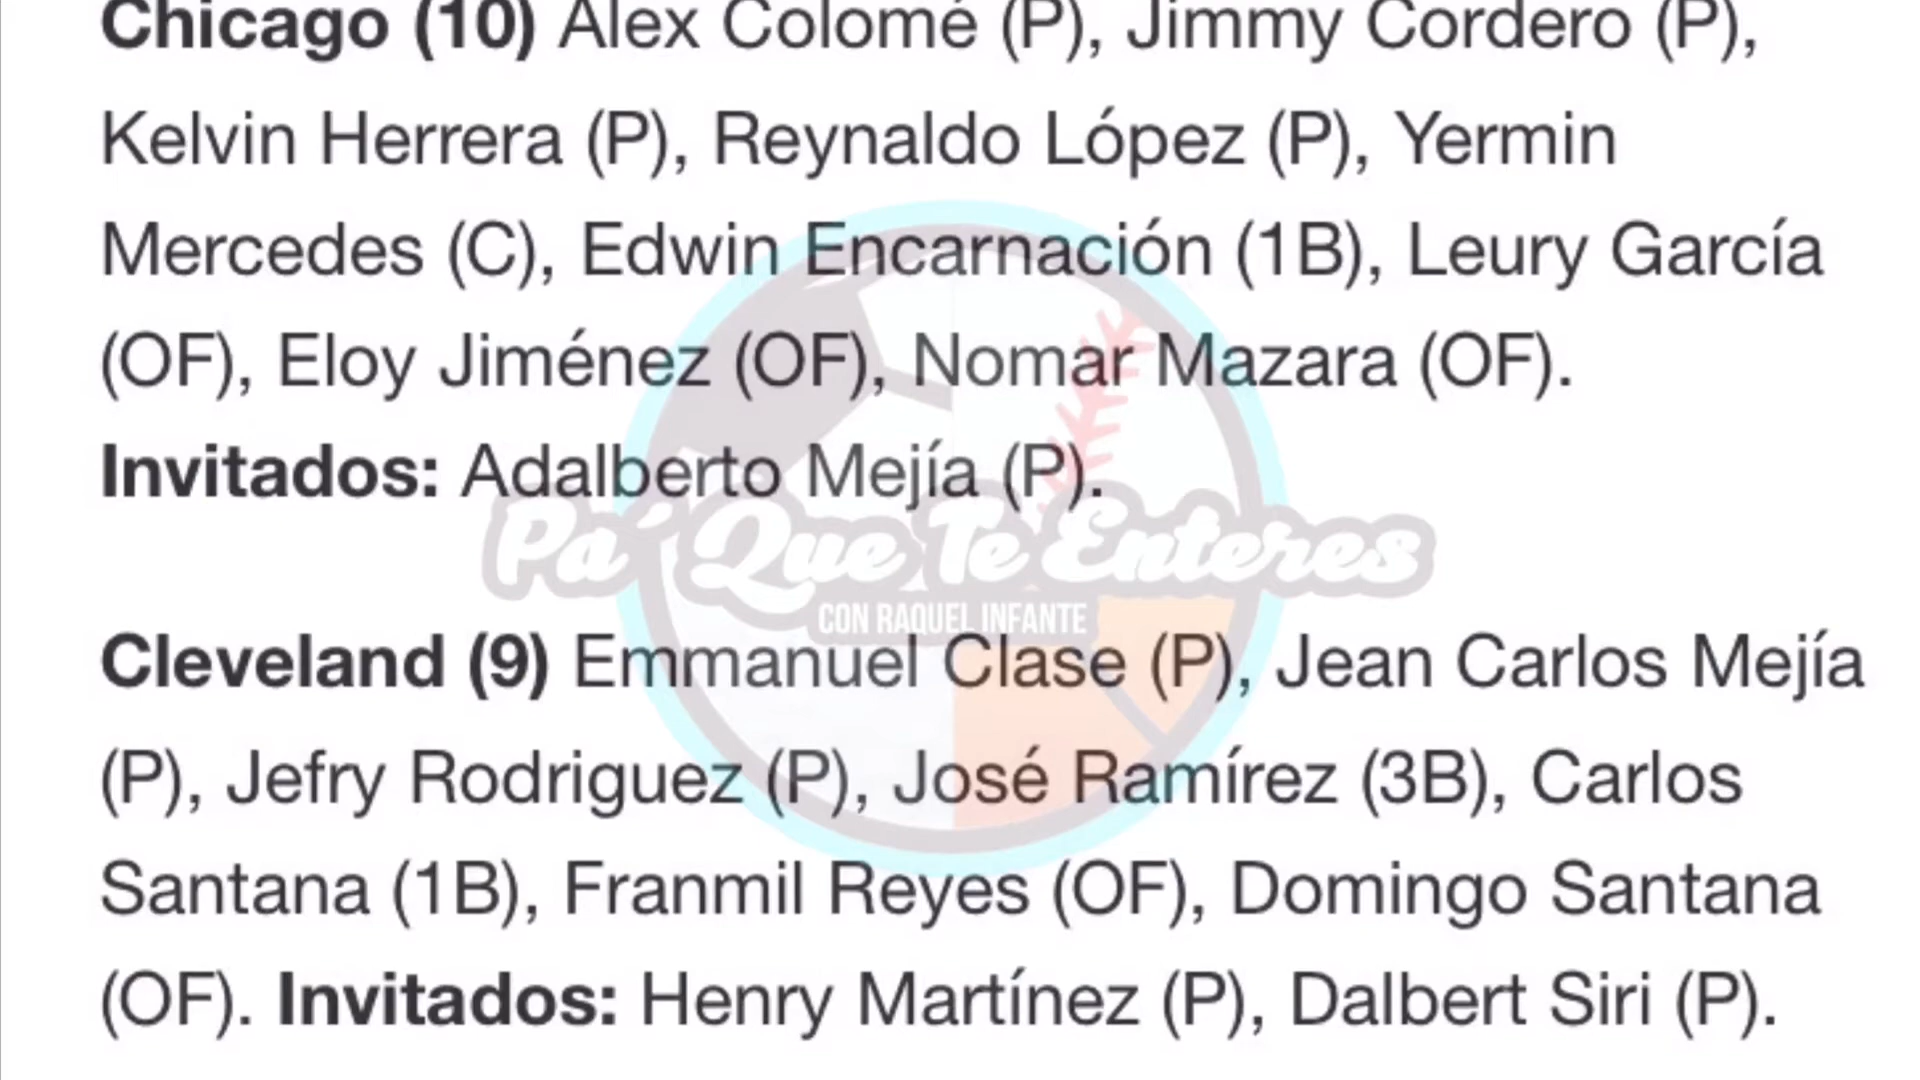 Chicago (10) Alex Colomé (P), Jimmy Cordero (P),
Kelvin Herrera (P), Reynaldo López (P), Yermin
Mercedes (C), Edwin Encarnación (1B), Leury García
(OF), Eloy Jiménez (OF), Nomar Mazara (OF).
Invitados: Adalberto Mejía (P).
Pa´ Que Te Enteres
CON RAQUEL INFANTE
Cleveland (9) Emmanuel Clase (P), Jean Carlos Mejía
(P), Jefry Rodriguez (P), José Ramírez (3B), Carlos
Santana (1B), Franmil Reyes (OF), Domingo Santana
(OF). Invitados: Henry Martínez (P), Dalbert Siri (P).